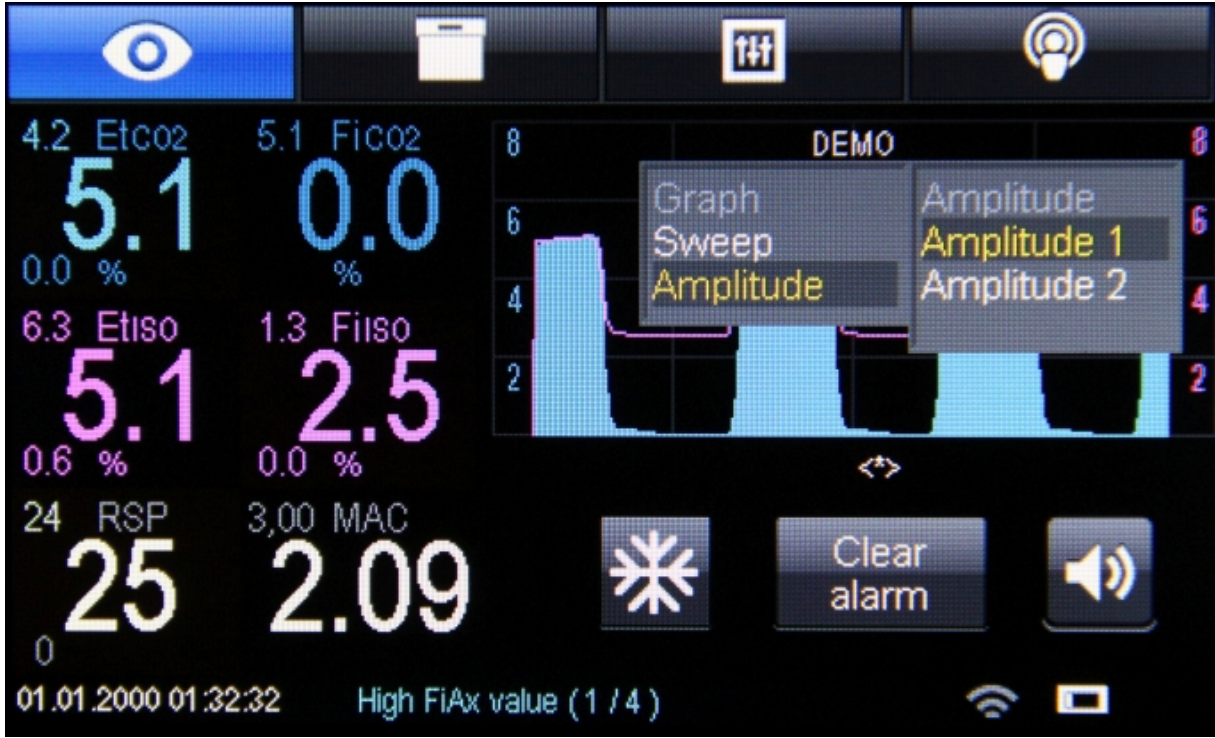 4.2 EtCO2
5.1
0.0 %
5.1 FiCO2
0.0
%
6.3 EtISO
5.1
0.6 %
1.3 FiISO
2.5
0.0 %
24 RSP
25
0
3,00 MAC
2.09
DEMO
8
6
4
2
8
6
4
2
Graph
Sweep
Amplitude
Amplitude
Amplitude 1
Amplitude 2
<*>
Clear
alarm
01.01.2000 01:32:32
High FiAx value ( 1 / 4 )